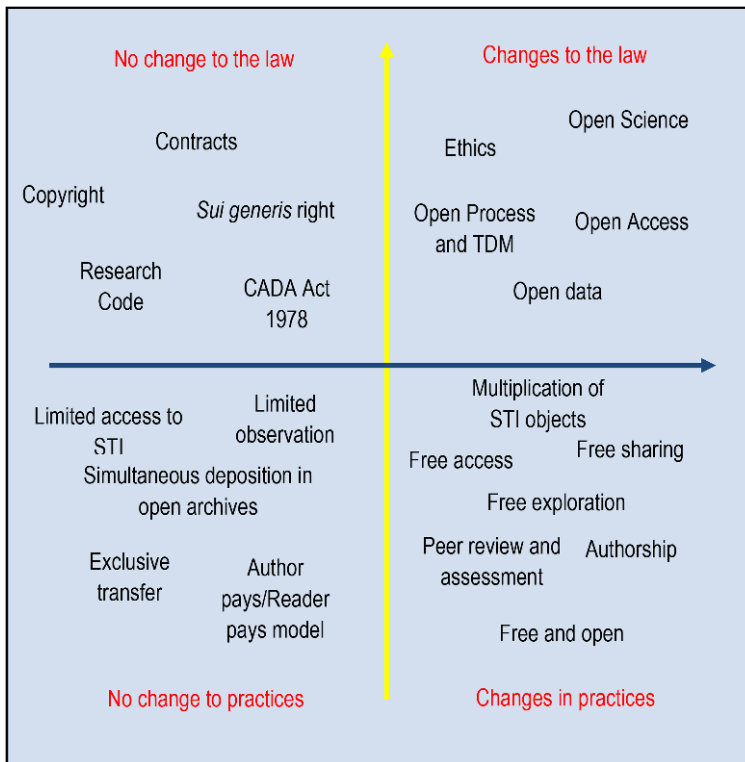 No change to the law
Changes to the law
Contracts
Copyright
Sui generis right
Research
Code
CADA Act
1978
Ethics
Open Science
Open Process
and TDM
Open Access
Open data
Limited access to
STI
Limited
observation
Simultaneous deposition in
open archives
Exclusive
transfer
Author
pays/Reader
pays model
Multiplication of
STI objects
Free access
Free sharing
Free exploration
Peer review and
assessment
Authorship
Free and open
No change to practices
Changes in practices